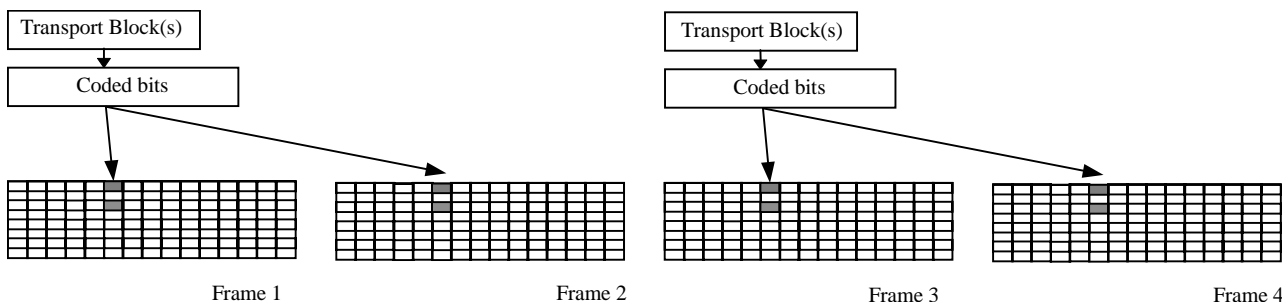 Transport Block(s)
Coded bits
Transport Block(s)
Coded bits
Frame 1
Frame 2
Frame 3
Frame 4